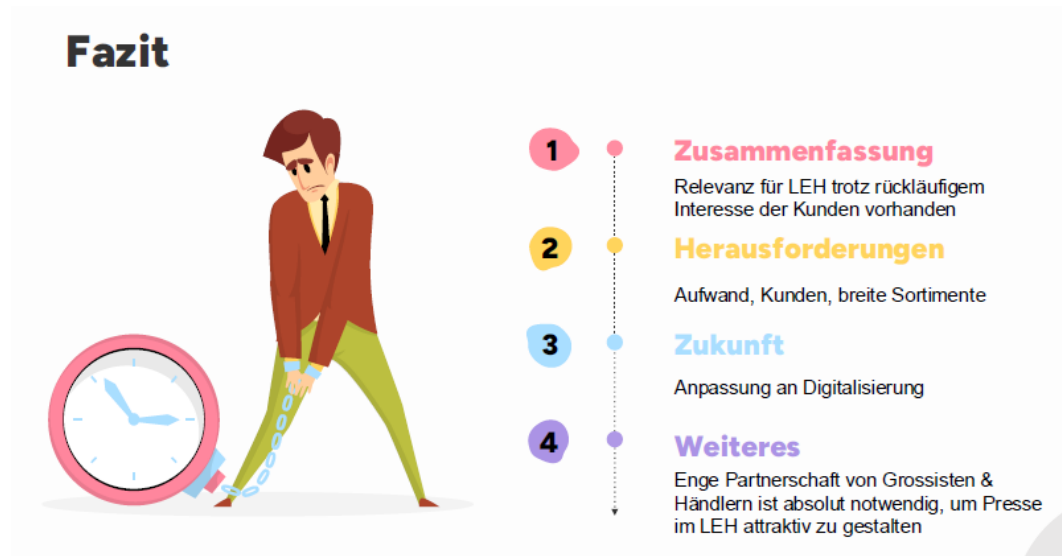 Fazit
1
Zusammenfassung
Relevanz für LEH trotz rückläufigem
Interesse der Kunden vorhanden
2
Herausforderungen
Aufwand, Kunden, breite Sortimente
3
Zukunft
Anpassung an Digitalisierung
4
Weiteres
Enge Partnerschaft von Grossisten &
Händlern ist absolut notwendig, um Presse
im LEH attraktiv zu gestalten